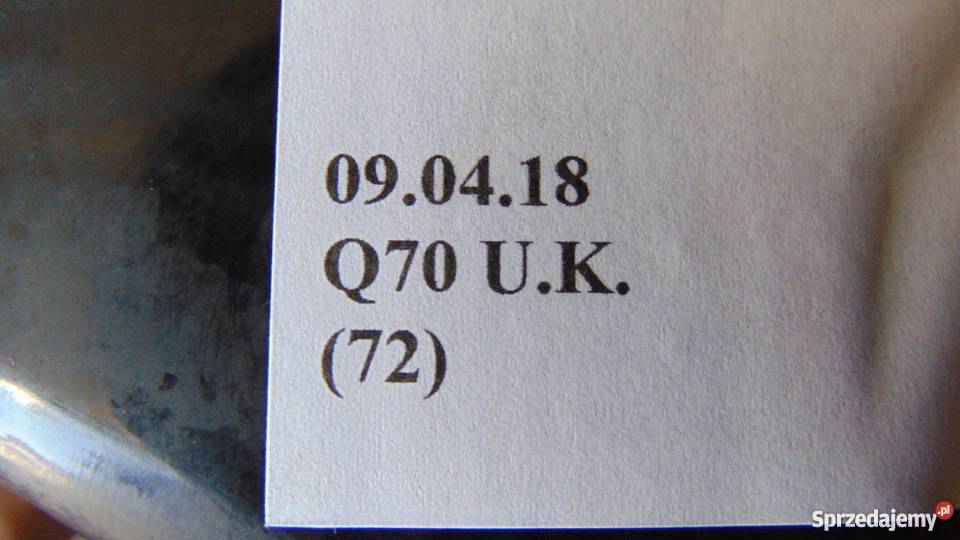 09.04.18
Q70 U.K.
(72)
Sprzedajemy.pl